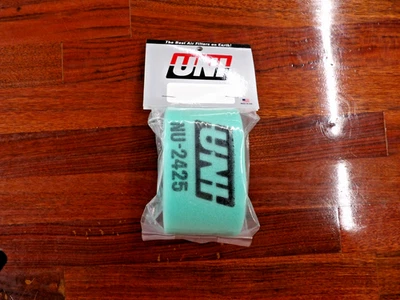 The Best Air Filters on Earth!
UNI
UNI
NU-2425